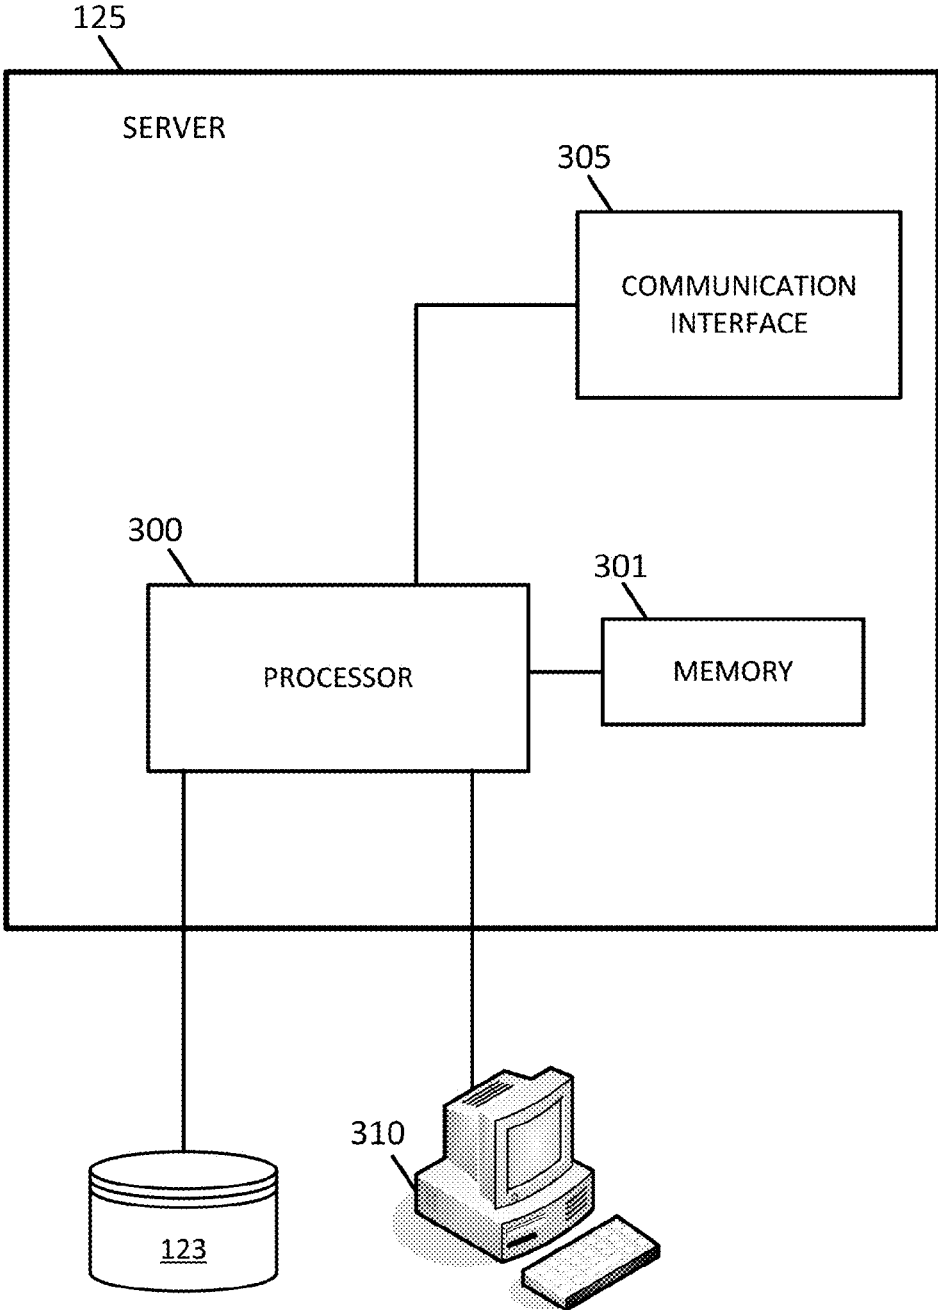 125
SERVER
305
COMMUNICATION
INTERFACE
300
301
PROCESSOR
MEMORY
310
123